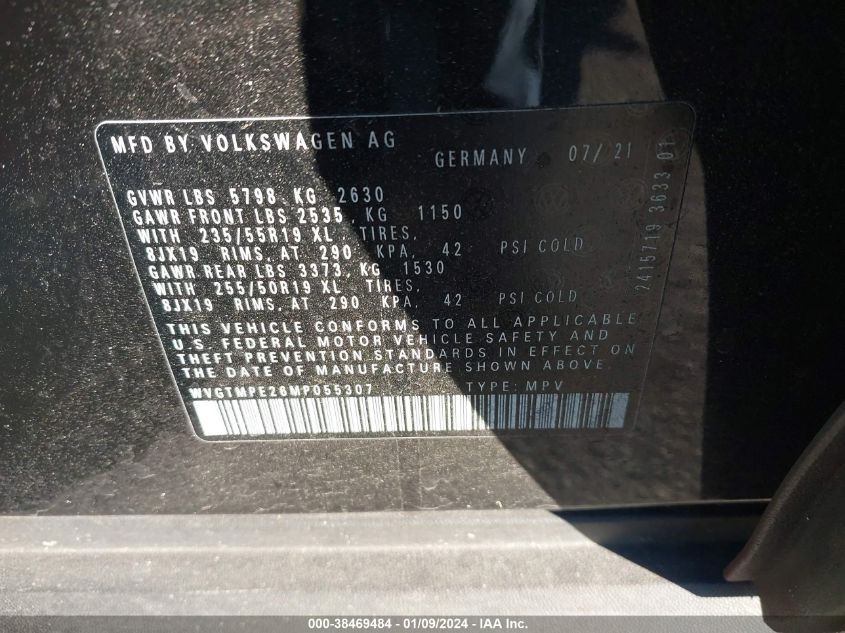 MFD BY VOLKSWAGEN AG
GERMANY 07/21
GVWR LBS 5798 KG 2630
GAWR FRONT LBS 2535, KG 1150
WITH 235/55R19 XL TIRES,
8JX19 RIMS, AT 290 KPA, 42 PSI COLD
GAWR REAR LBS 3373, KG 1530
WITH 255/50R19 XL TIRES,
8JX19 RIMS, AT 290 KPA, 42 PSI COLD
THIS VEHICLE CONFORMS TO ALL APPLICABLE
U.S. FEDERAL MOTOR VEHICLE SAFETY AND
THEFT PREVENTION STANDARDS IN EFFECT ON
THE DATE OF MANUFACTURE SHOWN ABOVE.
WVGTMPE28MP055307 TYPE: MPV
2415719 3633 01
000-38469484 - 01/09/2024 - IAA Inc.